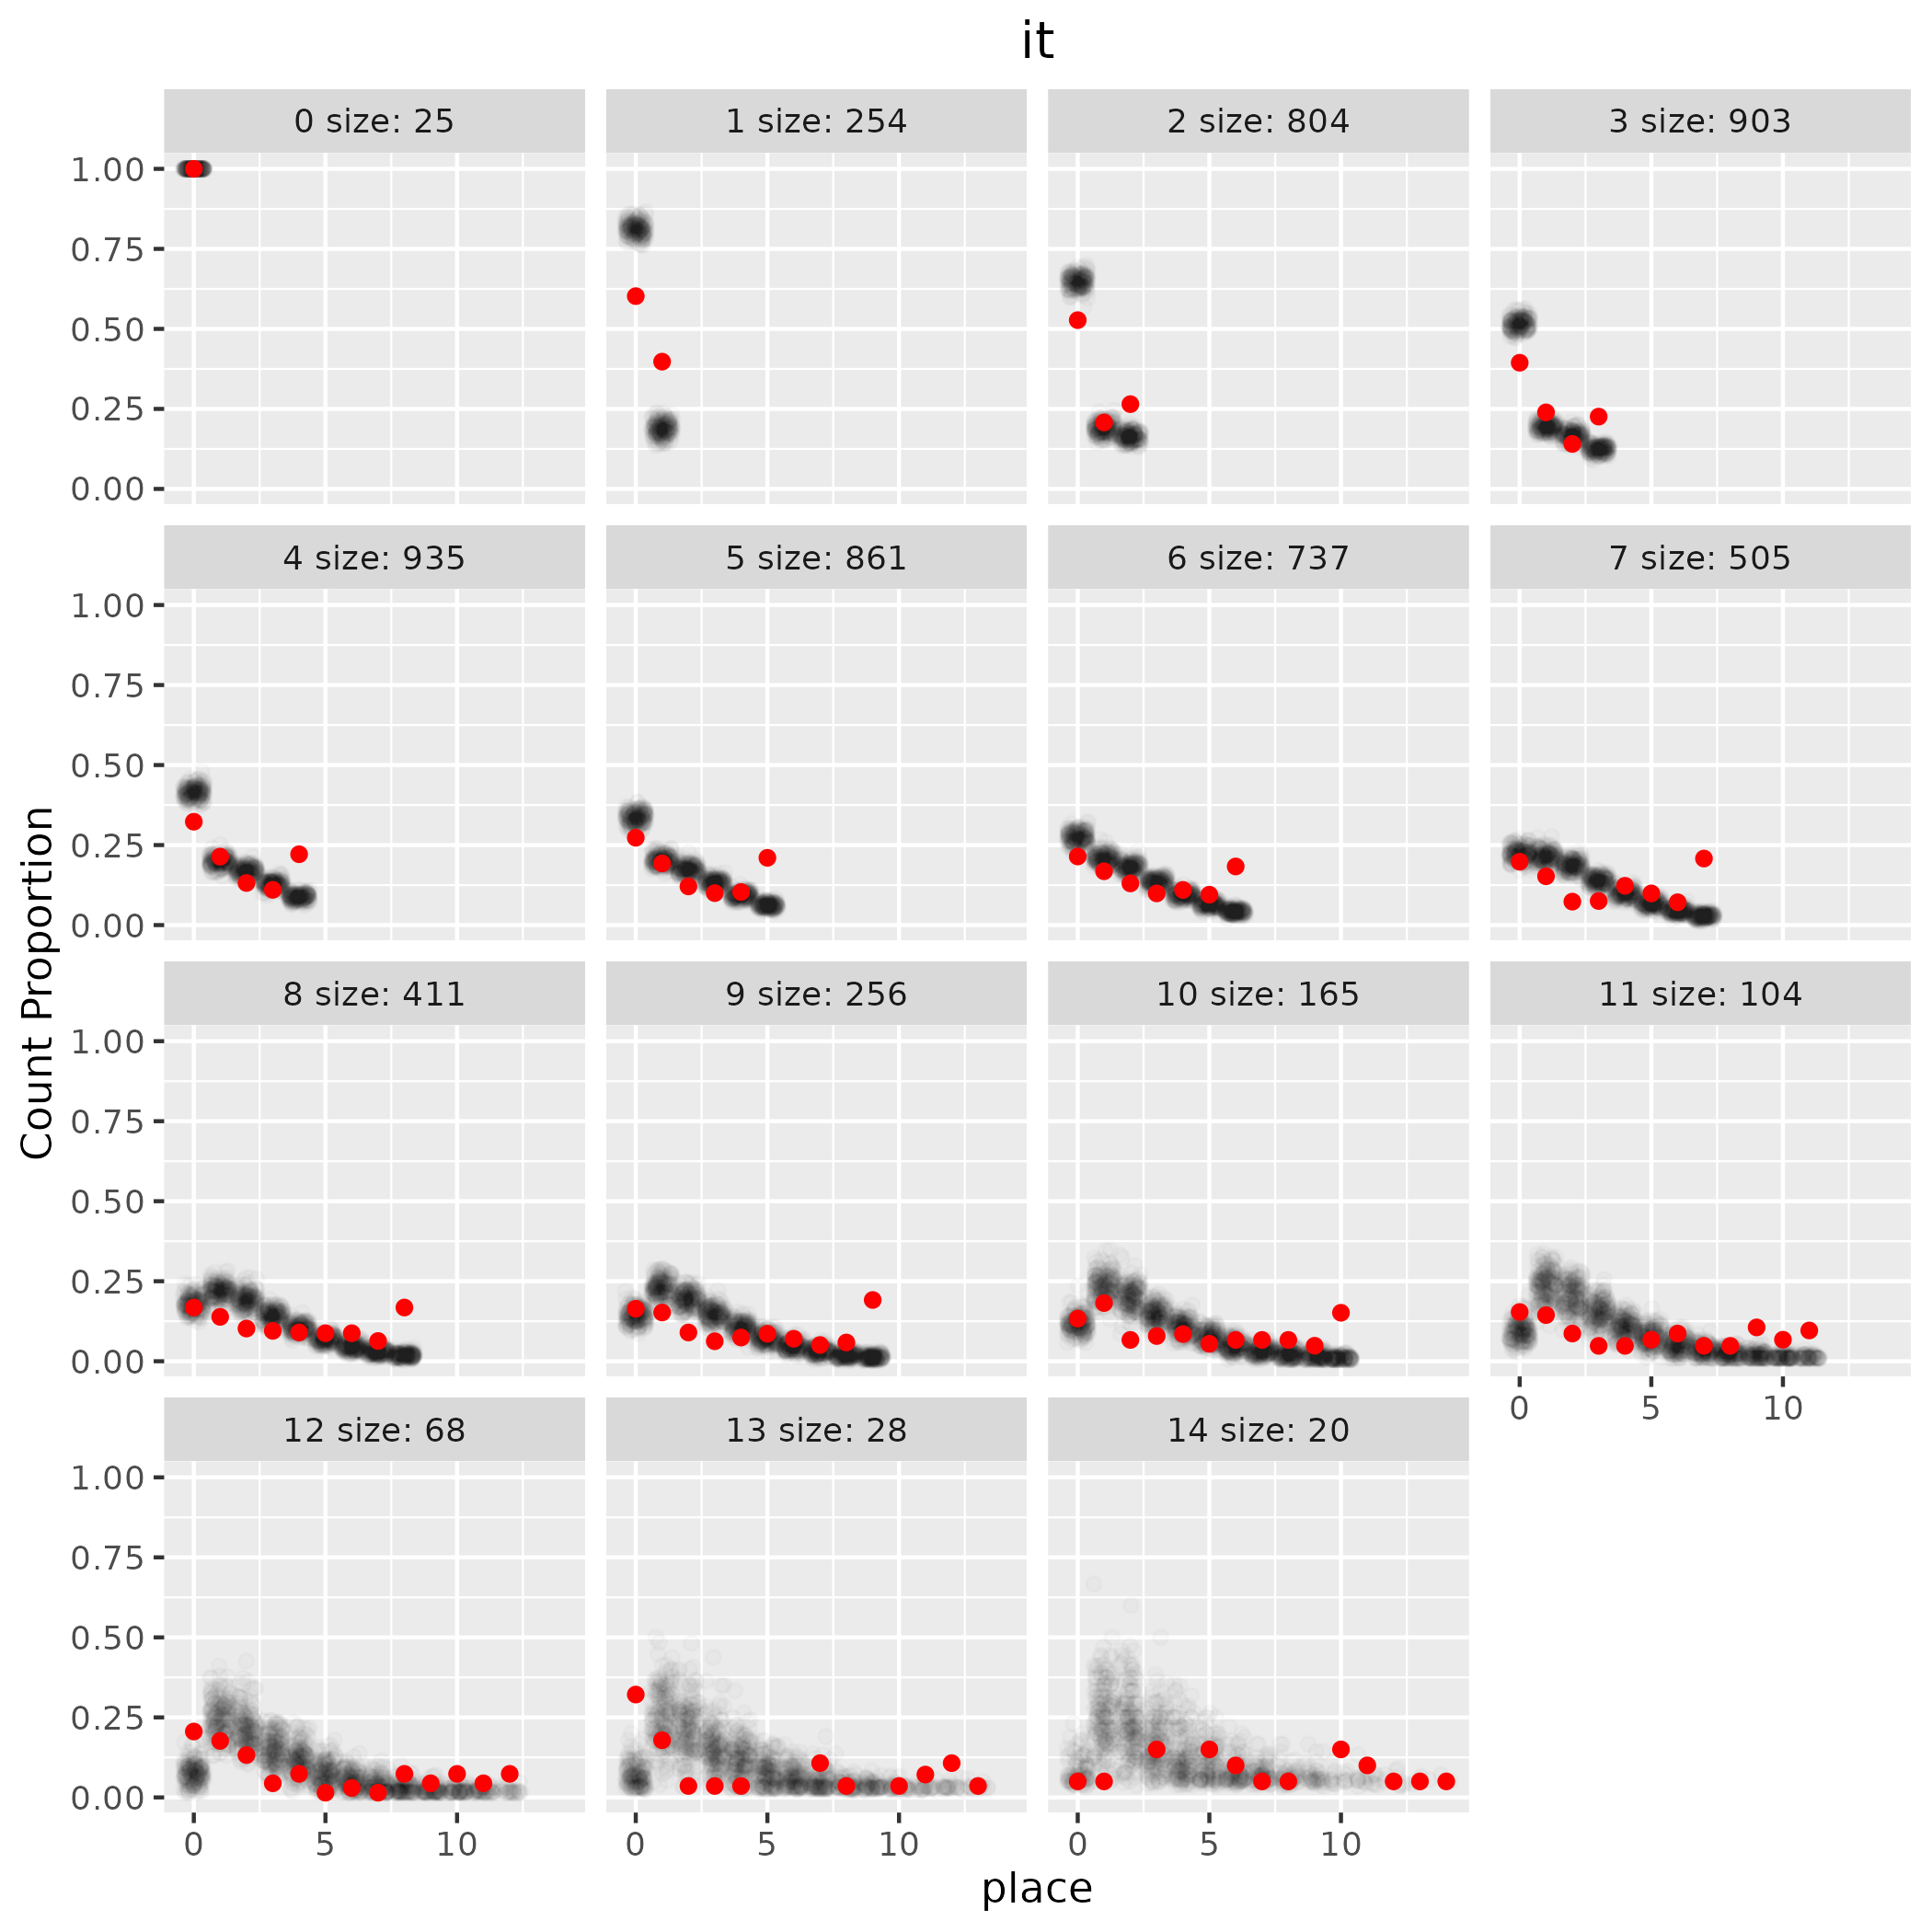 it
0 size: 25
1 size: 254
2 size: 804
3 size: 903
1.00
0.75
0.50
0.25
0.00
4 size: 935
5 size: 861
6 size: 737
7 size: 505
1.00
0.75
0.50
0.25
0.00
Count Proportion
8 size: 411
9 size: 256
10 size: 165
11 size: 104
1.00
0.75
0.50
0.25
0.00
0 5 10
12 size: 68
13 size: 28
14 size: 20
1.00
0.75
0.50
0.25
0.00
0 5 10
0 5 10
0 5 10
place